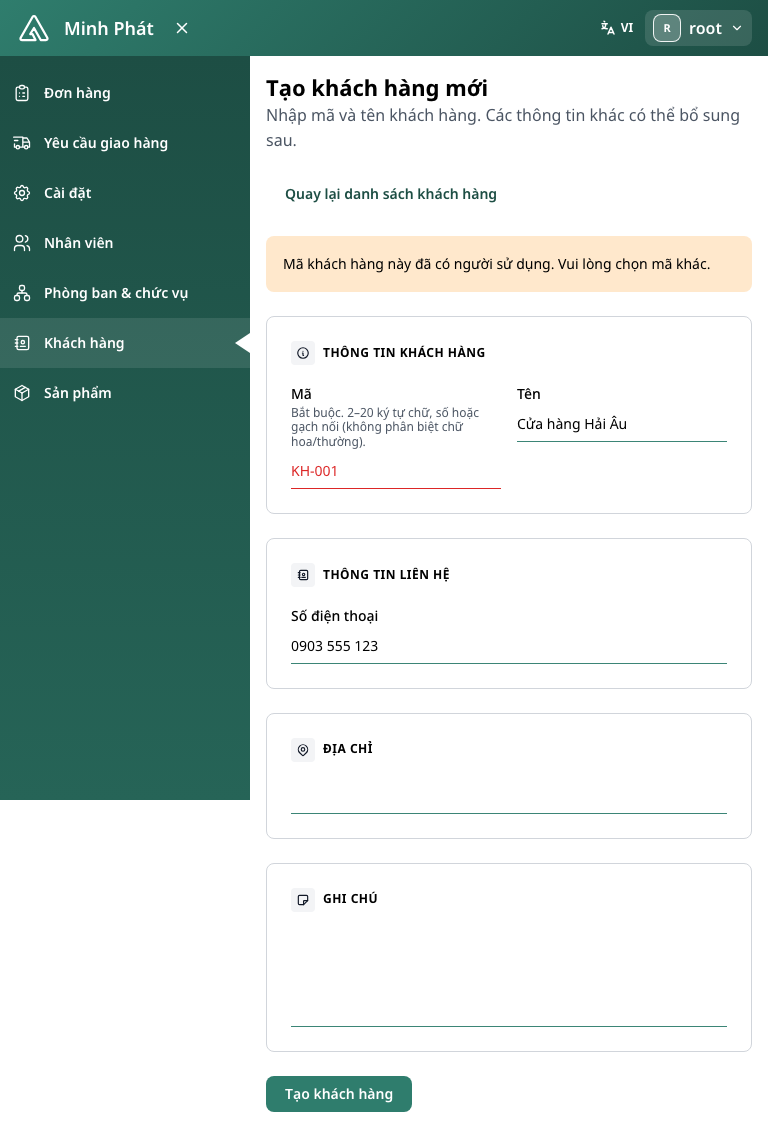 Minh Phát
VI
R
root
Đơn hàng
Yêu cầu giao hàng
Cài đặt
Nhân viên
Phòng ban & chức vụ
Khách hàng
Sản phẩm
Tạo khách hàng mới
Nhập mã và tên khách hàng. Các thông tin khác có thể bổ sung
sau.
Quay lại danh sách khách hàng
Mã khách hàng này đã có người sử dụng. Vui lòng chọn mã khác.
THÔNG TIN KHÁCH HÀNG
Mã
Bắt buộc. 2–20 ký tự chữ, số hoặc
gạch nối (không phân biệt chữ
hoa/thường).
KH-001
Tên
Cửa hàng Hải Âu
THÔNG TIN LIÊN HỆ
Số điện thoại
0903 555 123
ĐỊA CHỈ
GHI CHÚ
Tạo khách hàng